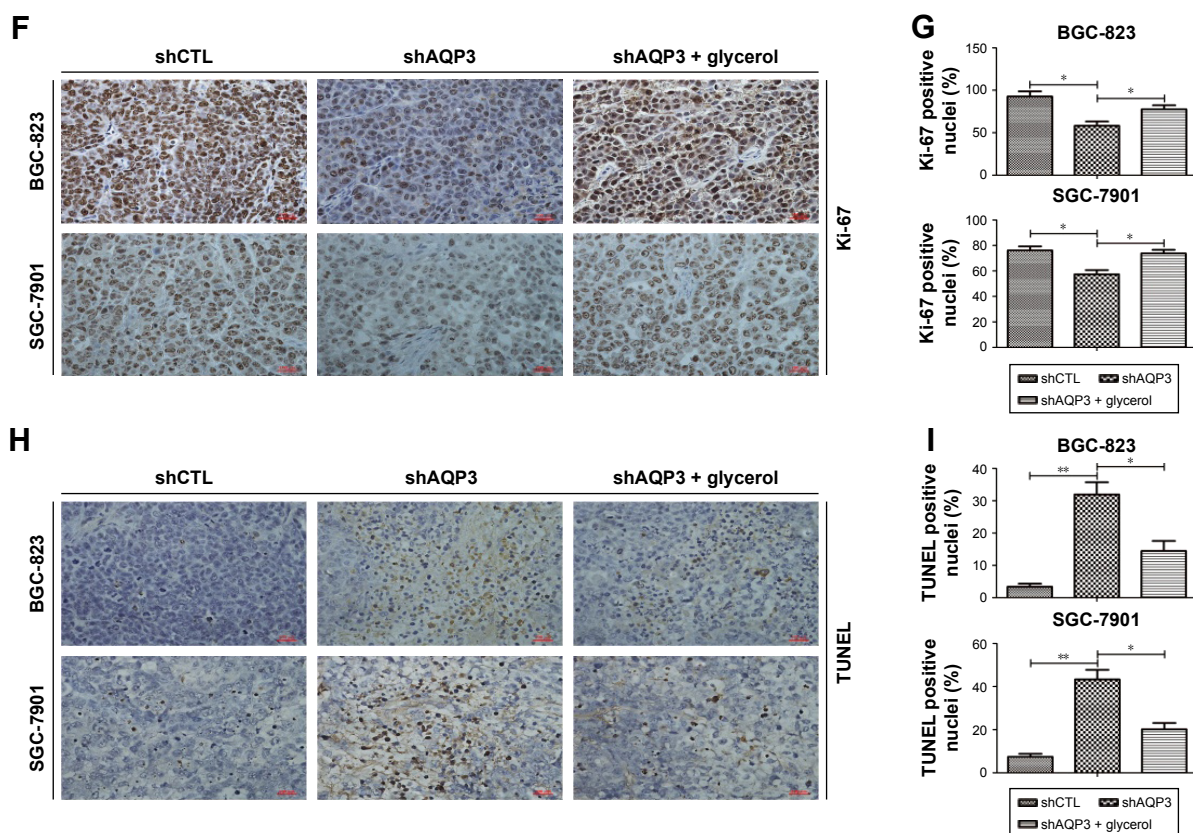 F
shCTL
shAQP3
shAQP3 + glycerol
BGC-823
SGC-7901
Ki-67
G
BGC-823
Ki-67 positive
nuclei (%)
150
100
50
0
*
*
SGC-7901
Ki-67 positive
nuclei (%)
100
80
60
40
20
0
*
*
shCTL
shAQP3
shAQP3 + glycerol
H
shCTL
shAQP3
shAQP3 + glycerol
BGC-823
SGC-7901
TUNEL
I
BGC-823
TUNEL positive
nuclei (%)
40
30
20
10
0
**
*
SGC-7901
TUNEL positive
nuclei (%)
60
40
20
0
**
*
shCTL
shAQP3
shAQP3 + glycerol